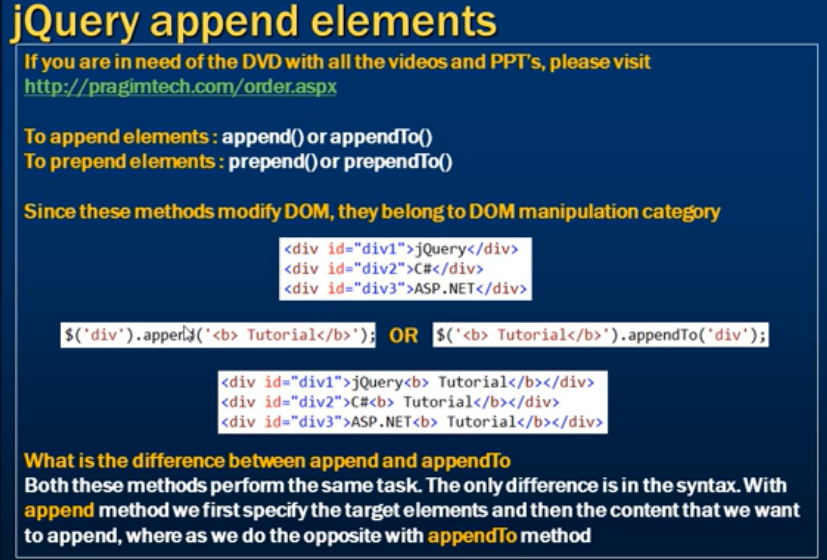 jQuery append elements
If you are in need of the DVD with all the videos and PPT's, please visit
http://pragimtech.com/order.aspx
To append elements : append() or appendTo()
To prepend elements : prepend() or prependTo()
Since these methods modify DOM, they belong to DOM manipulation category
<div id="div1">jQuery</div>
<div id="div2">C#</div>
<div id="div3">ASP.NET</div>
$('div').append('<b> Tutorial</b>'); OR $('<b> Tutorial</b>').appendTo('div');
<div id="div1">jQuery<b> Tutorial</b></div>
<div id="div2">C#<b> Tutorial</b></div>
<div id="div3">ASP.NET<b> Tutorial</b></div>
What is the difference between append and appendTo
Both these methods perform the same task. The only difference is in the syntax. With
append method we first specify the target elements and then the content that we want
to append, where as we do the opposite with appendTo method